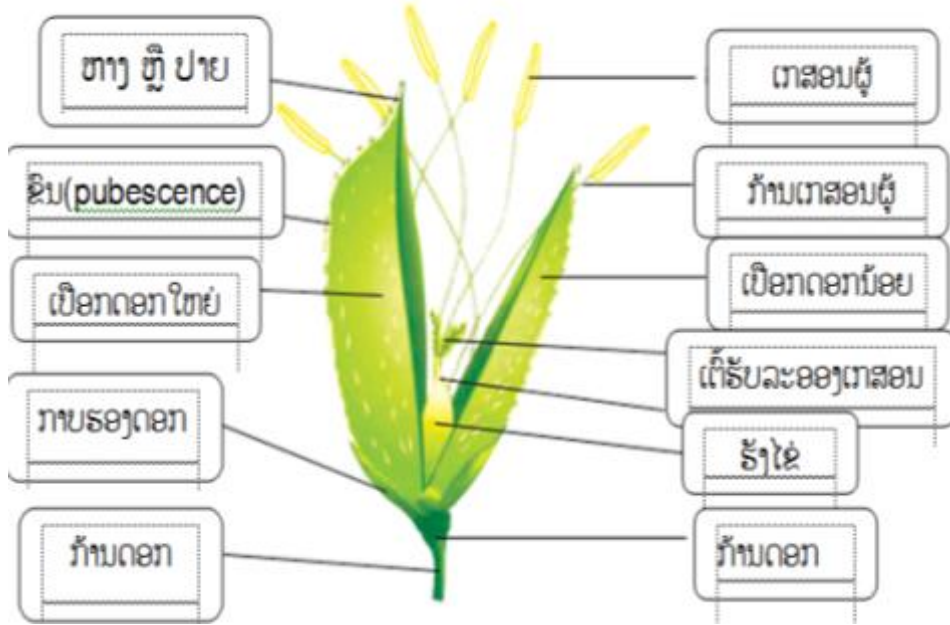 ຫາງ ຫຼື ປາຍ
ຂົນ(pubescence)
ເປືອກດອກໃຫຍ່
ກາບຮອງດອກ
ກ້ານດອກ
ເກສອນຜູ້
ກ້ານເກສອນຜູ້
ເປືອກດອກນ້ອຍ
ເຕົ້າຮັບລະອອງເກສອນ
ຮັງໄຂ່
ກ້ານດອກ